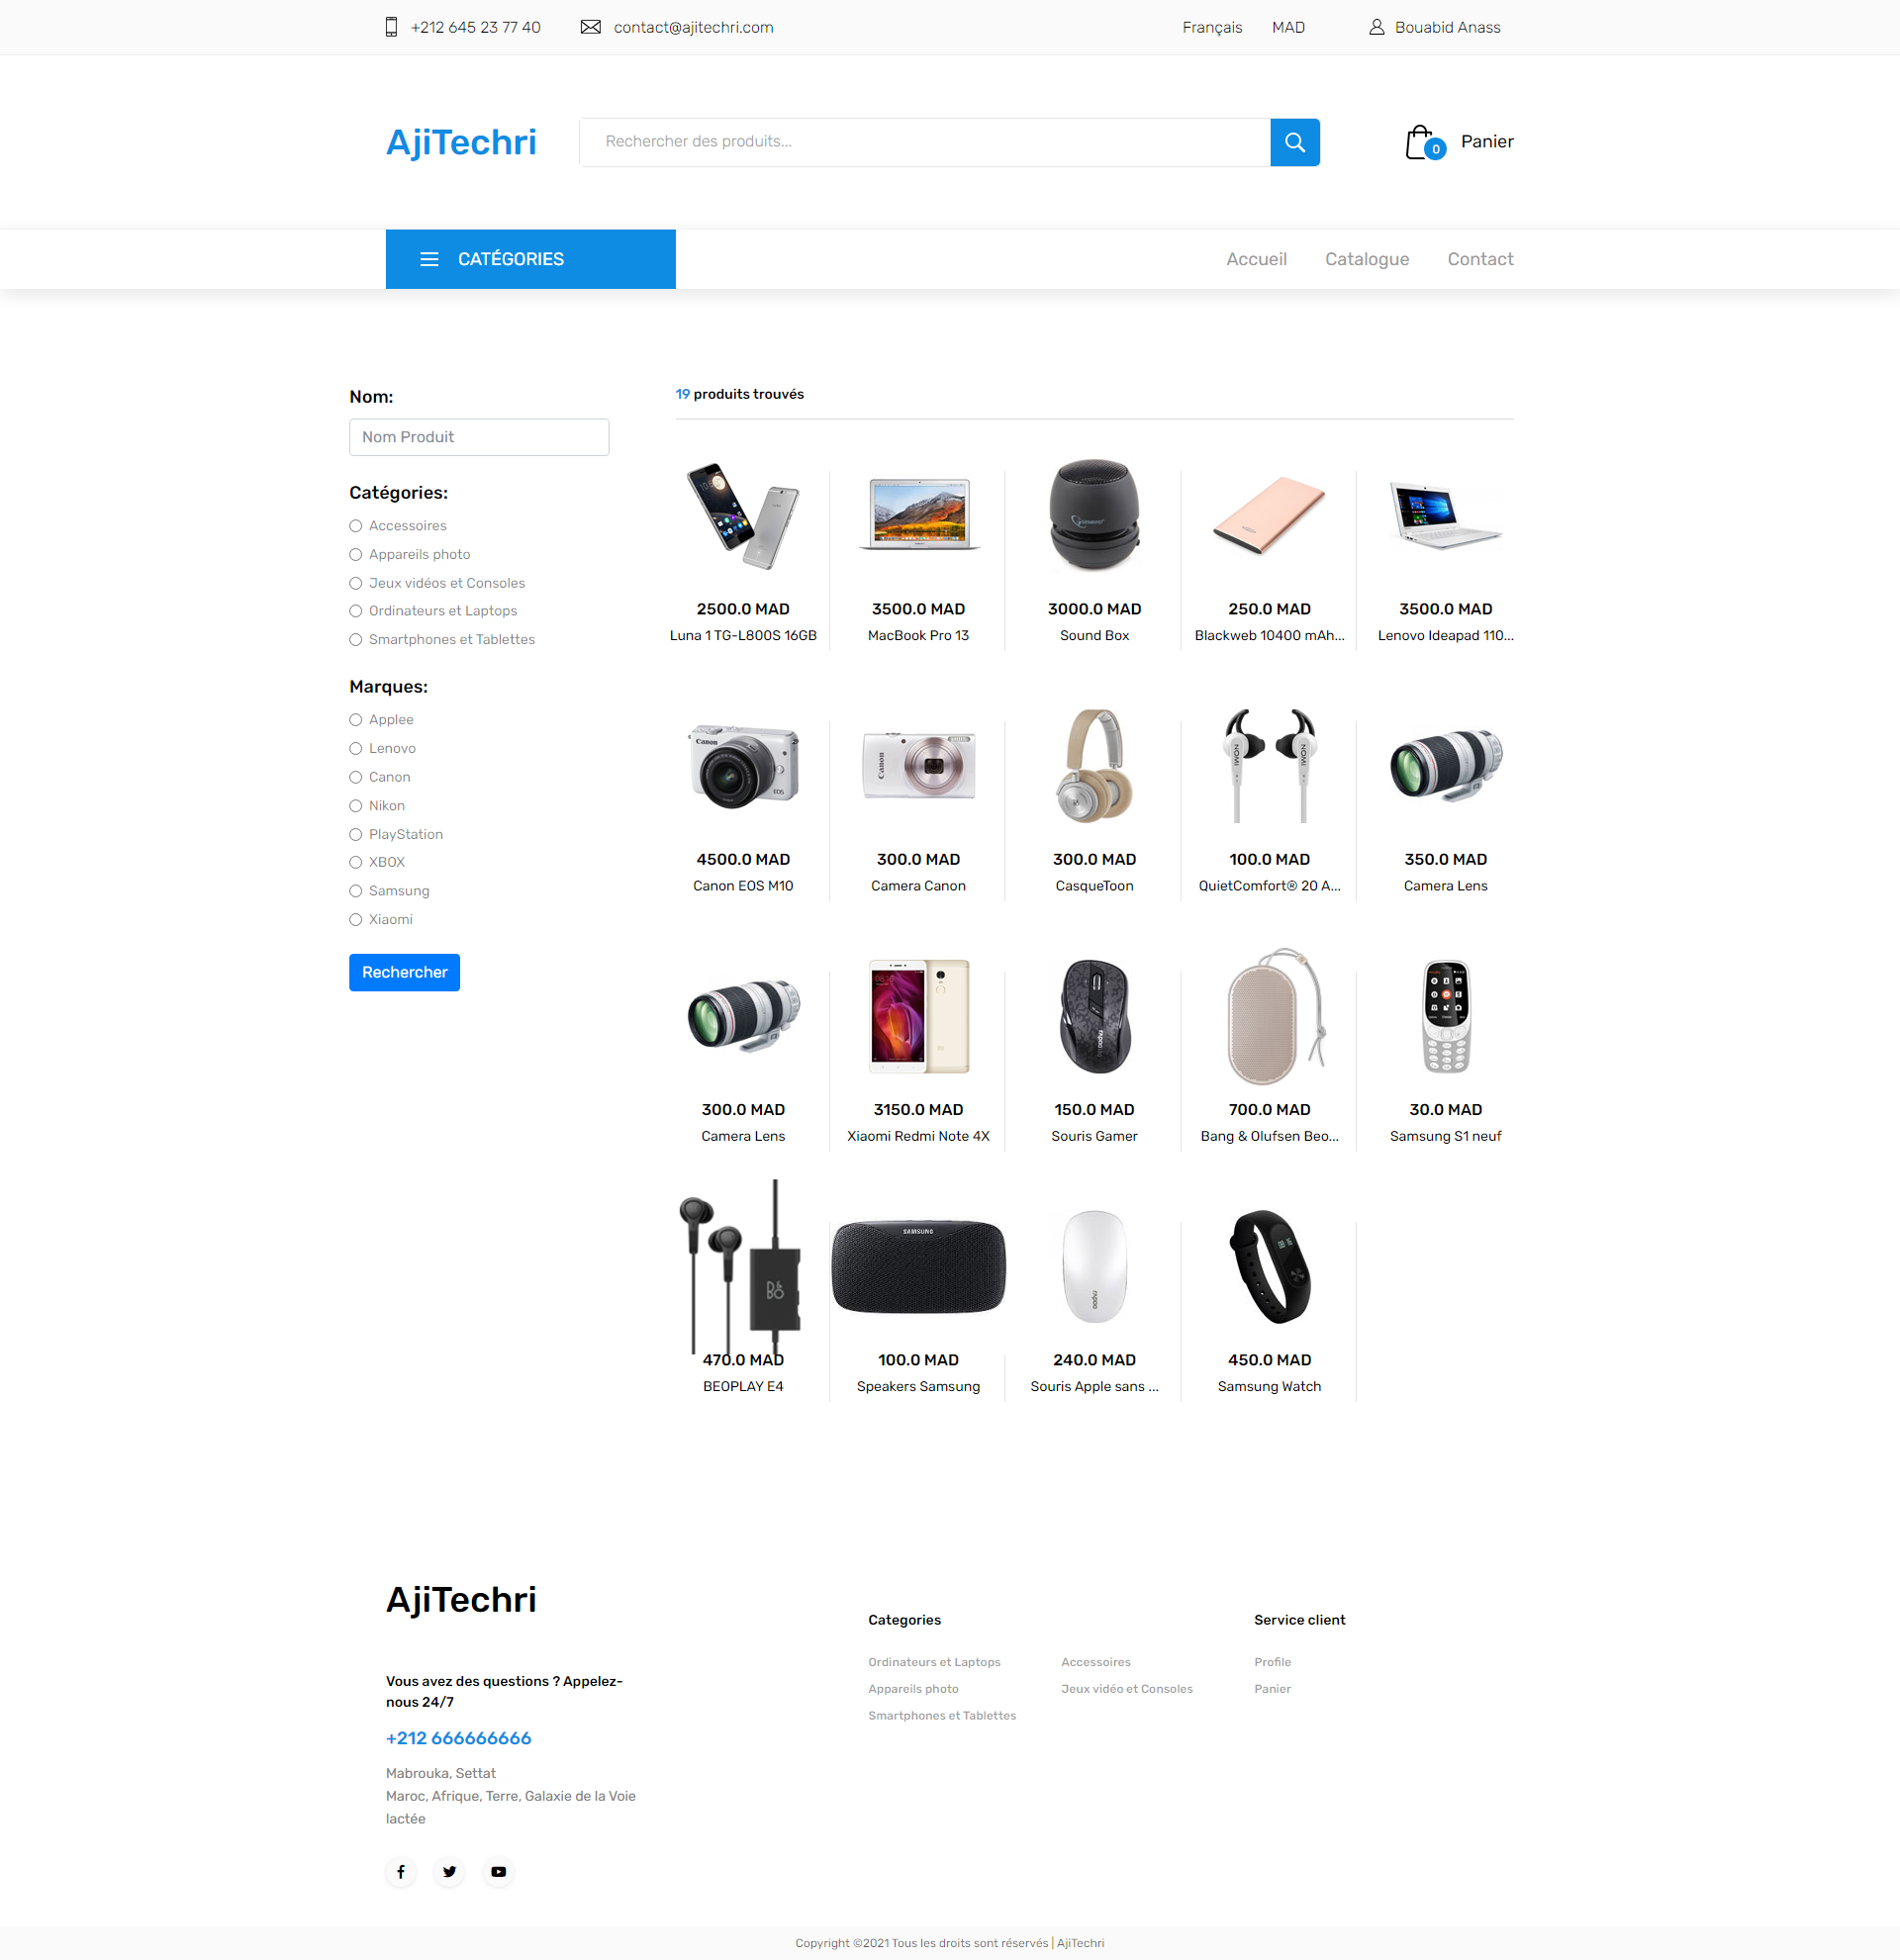 +212 645 23 77 40
contact@ajitechri.com
Français
MAD
Bouabid Anass
AjiTechri
Rechercher des produits...
0
Panier
CATÉGORIES
Accueil
Catalogue
Contact
Nom:
Nom Produit
Catégories:
Accessoires
Appareils photo
Jeux vidéos et Consoles
Ordinateurs et Laptops
Smartphones et Tablettes
Marques:
Applee
Lenovo
Canon
Nikon
PlayStation
XBOX
Samsung
Xiaomi
Rechercher
19 produits trouvés
2500.0 MAD
Luna 1 TG-L800S 16GB
3500.0 MAD
MacBook Pro 13
3000.0 MAD
Sound Box
250.0 MAD
Blackweb 10400 mAh...
3500.0 MAD
Lenovo Ideapad 110...
Canon
EOS
4500.0 MAD
Canon EOS M10
Canon
300.0 MAD
Camera Canon
300.0 MAD
CasqueToon
NOMI
NOMI
100.0 MAD
QuietComfort® 20 A...
350.0 MAD
Camera Lens
300.0 MAD
Camera Lens
3150.0 MAD
Xiaomi Redmi Note 4X
rapoo
150.0 MAD
Souris Gamer
700.0 MAD
Bang & Olufsen Beo...
30.0 MAD
Samsung S1 neuf
B&O
470.0 MAD
BEOPLAY E4
SAMSUNG
100.0 MAD
Speakers Samsung
rapoo
240.0 MAD
Souris Apple sans ...
450.0 MAD
Samsung Watch
AjiTechri
Vous avez des questions ? Appelez-
nous 24/7
+212 666666666
Mabrouka, Settat
Maroc, Afrique, Terre, Galaxie de la Voie
lactée
Categories
Ordinateurs et Laptops
Appareils photo
Smartphones et Tablettes
Accessoires
Jeux vidéo et Consoles
Service client
Profile
Panier
Copyright ©2021 Tous les droits sont réservés | AjiTechri